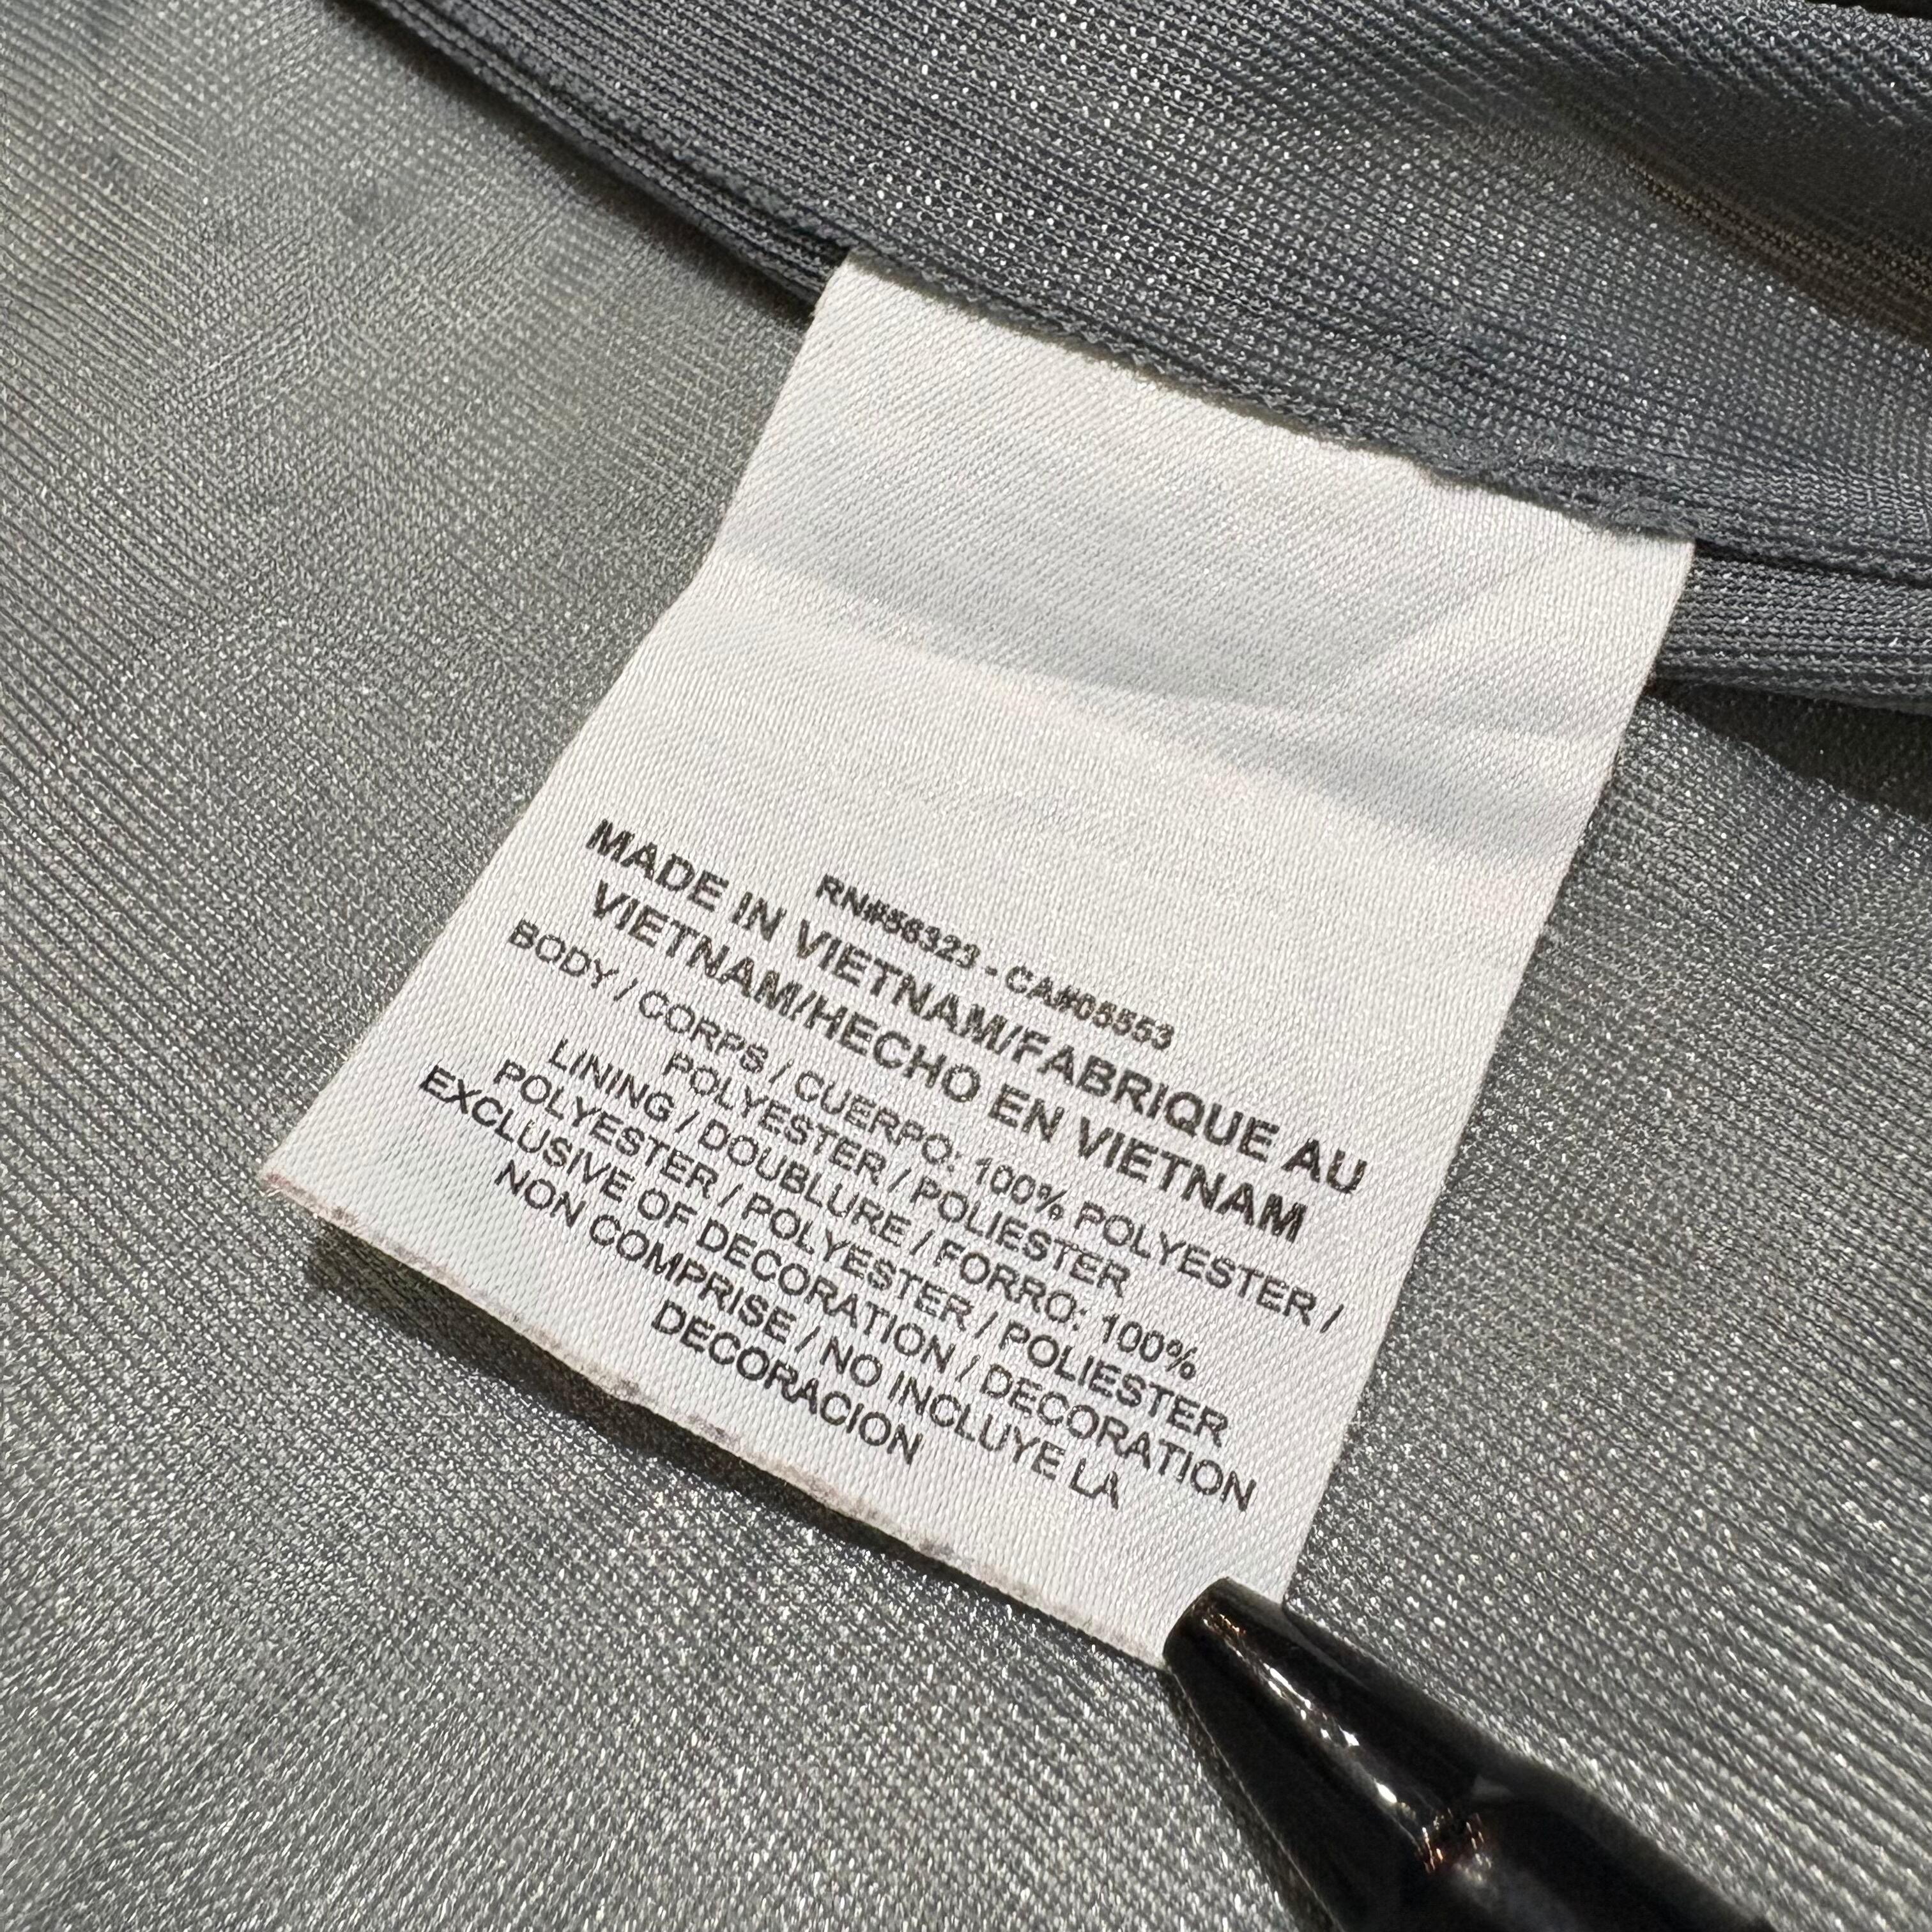 RN#56323 - CA#05553
MADE IN VIETNAM/FABRIQUE AU
VIETNAM/HECHO EN VIETNAM
BODY / CORPS / CUERPO: 100% POLYESTER /
POLYESTER / POLIESTER
LINING / DOUBLURE / FORRO: 100%
POLYESTER / POLYESTER / POLIESTER
EXCLUSIVE OF DECORATION / DECORATION
NON COMPRISE / NO INCLUYE LA
DECORACION